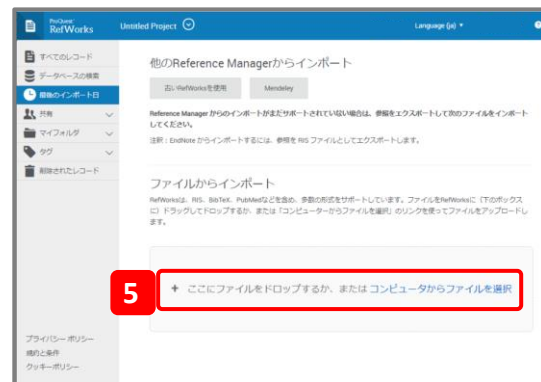 ProQuest
RefWorks
Untitled Project
Language (ja)
すべてのレコード
データベースの検索
最後のインポート日
共有
マイフォルダ
タグ
削除されたレコード
他のReference Managerからインポート
古いRefWorksを使用
Mendeley
Reference Manager からのインポートがまだサポートされていない場合は、参照をエクスポートして次のファイルをインポート
してください。
注釈：EndNote からインポートするには、参照を RIS ファイルとしてエクスポートします。
ファイルからインポート
RefWorksは、RIS、BibTeX、PubMedなどを含め、多数の形式をサポートしています。ファイルをRefWorksに（下のボックス
に）ドラッグしてドロップするか、または「コンピューターからファイルを選択」のリンクを使ってファイルをアップロードし
ます。
5
+ ここにファイルをドロップするか、または コンピュータからファイルを選択
プライバシー ポリシー
規約と条件
クッキーポリシー